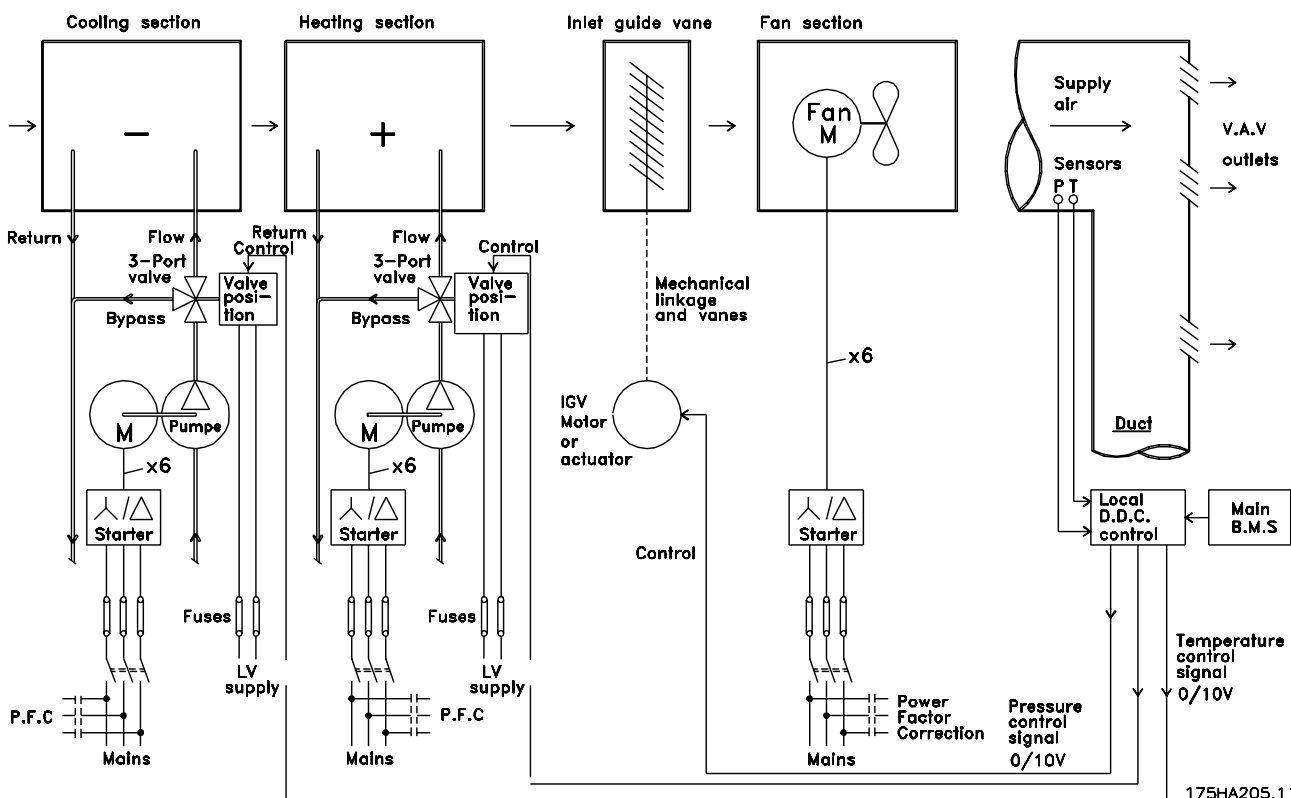 Cooling section
Heating section
Inlet guide vane
Fan section
−
+
Fan
M
Supply
air
Sensors
P T
V.A.V
outlets
Return
Flow
Return
Control
3-Port
valve
Valve
posi-
tion
Bypass
Flow
Control
3-Port
valve
Valve
posi-
tion
Bypass
Mechanical
linkage
and vanes
x6
M
Pumpe
x6
M
Pumpe
x6
IGV
Motor
or
actuator
Duct
Starter
Starter
Starter
Local
D.D.C.
control
Main
B.M.S
Control
Fuses
Fuses
LV
supply
LV
supply
P.F.C
P.F.C
Mains
Mains
Mains
Power
Factor
Correction
Pressure
control
signal
0/10V
Temperature
control
signal
0/10V